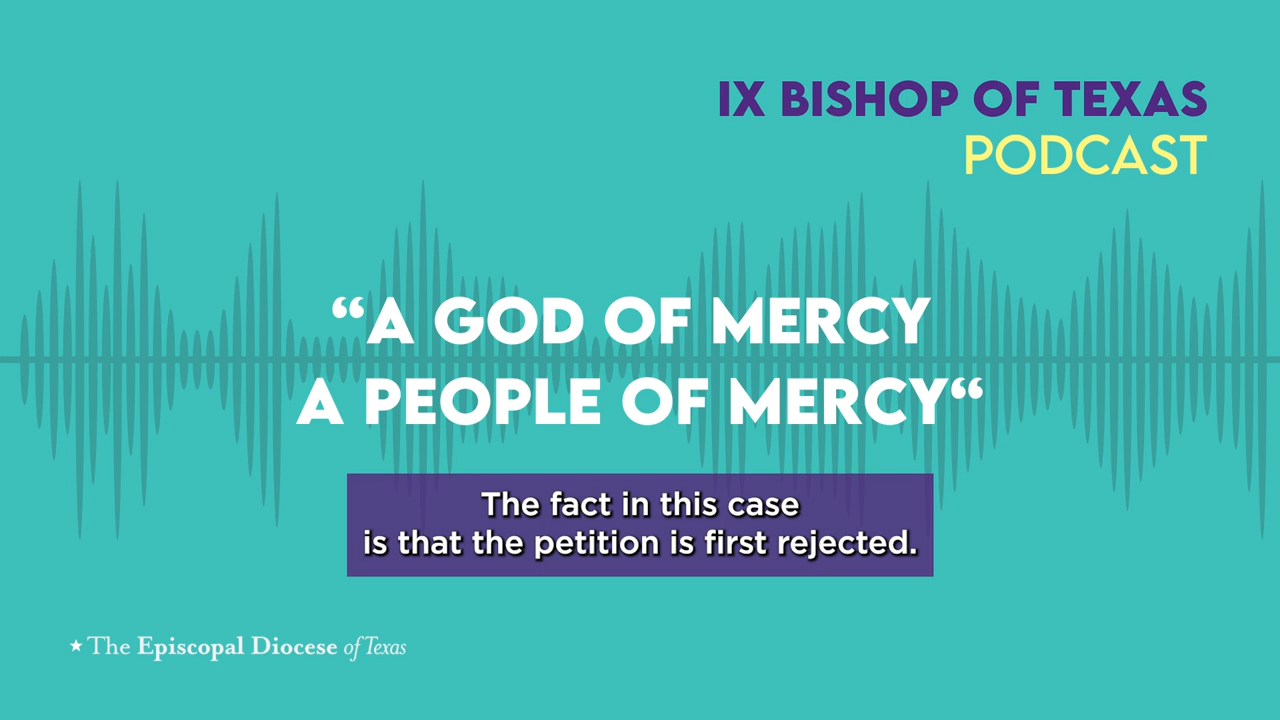 IX BISHOP OF TEXAS
PODCAST
“A GOD OF MERCY
A PEOPLE OF MERCY“
The fact in this case
is that the petition is first rejected.
The Episcopal Diocese of Texas